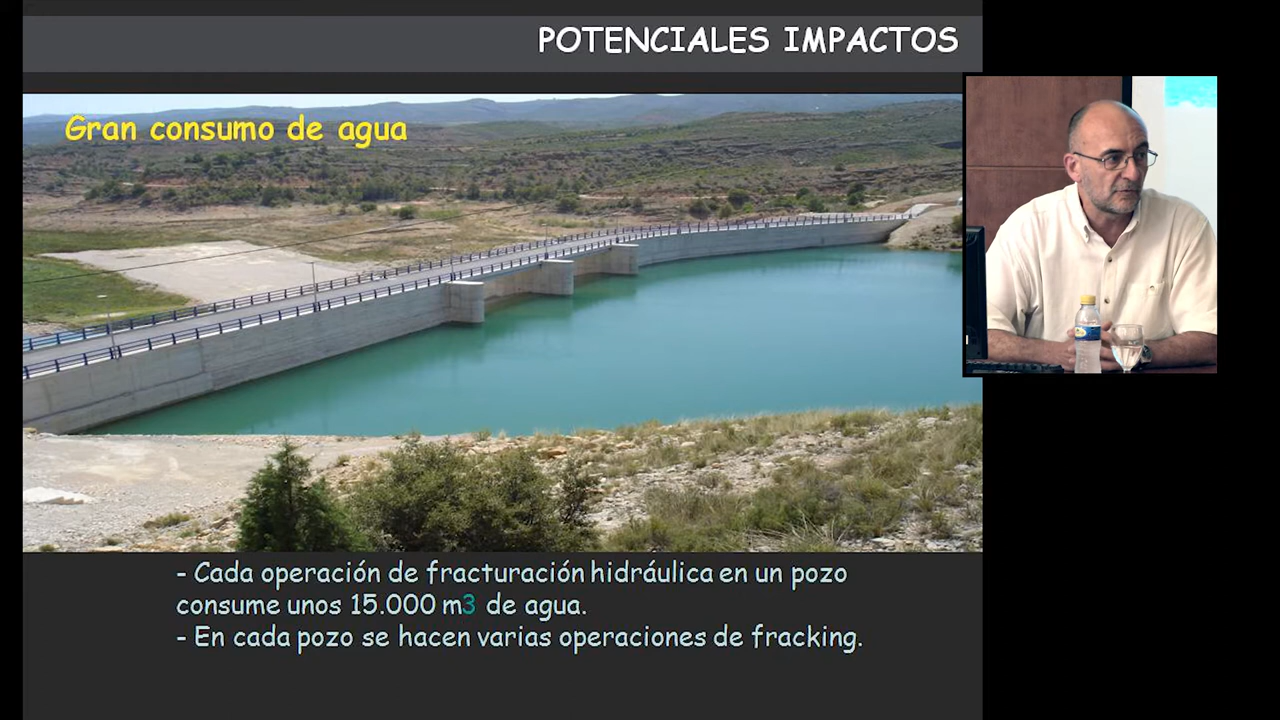 POTENCIALES IMPACTOS
Gran consumo de agua
- Cada operación de fracturación hidráulica en un pozo
consume unos 15.000 m3 de agua.
- En cada pozo se hacen varias operaciones de fracking.